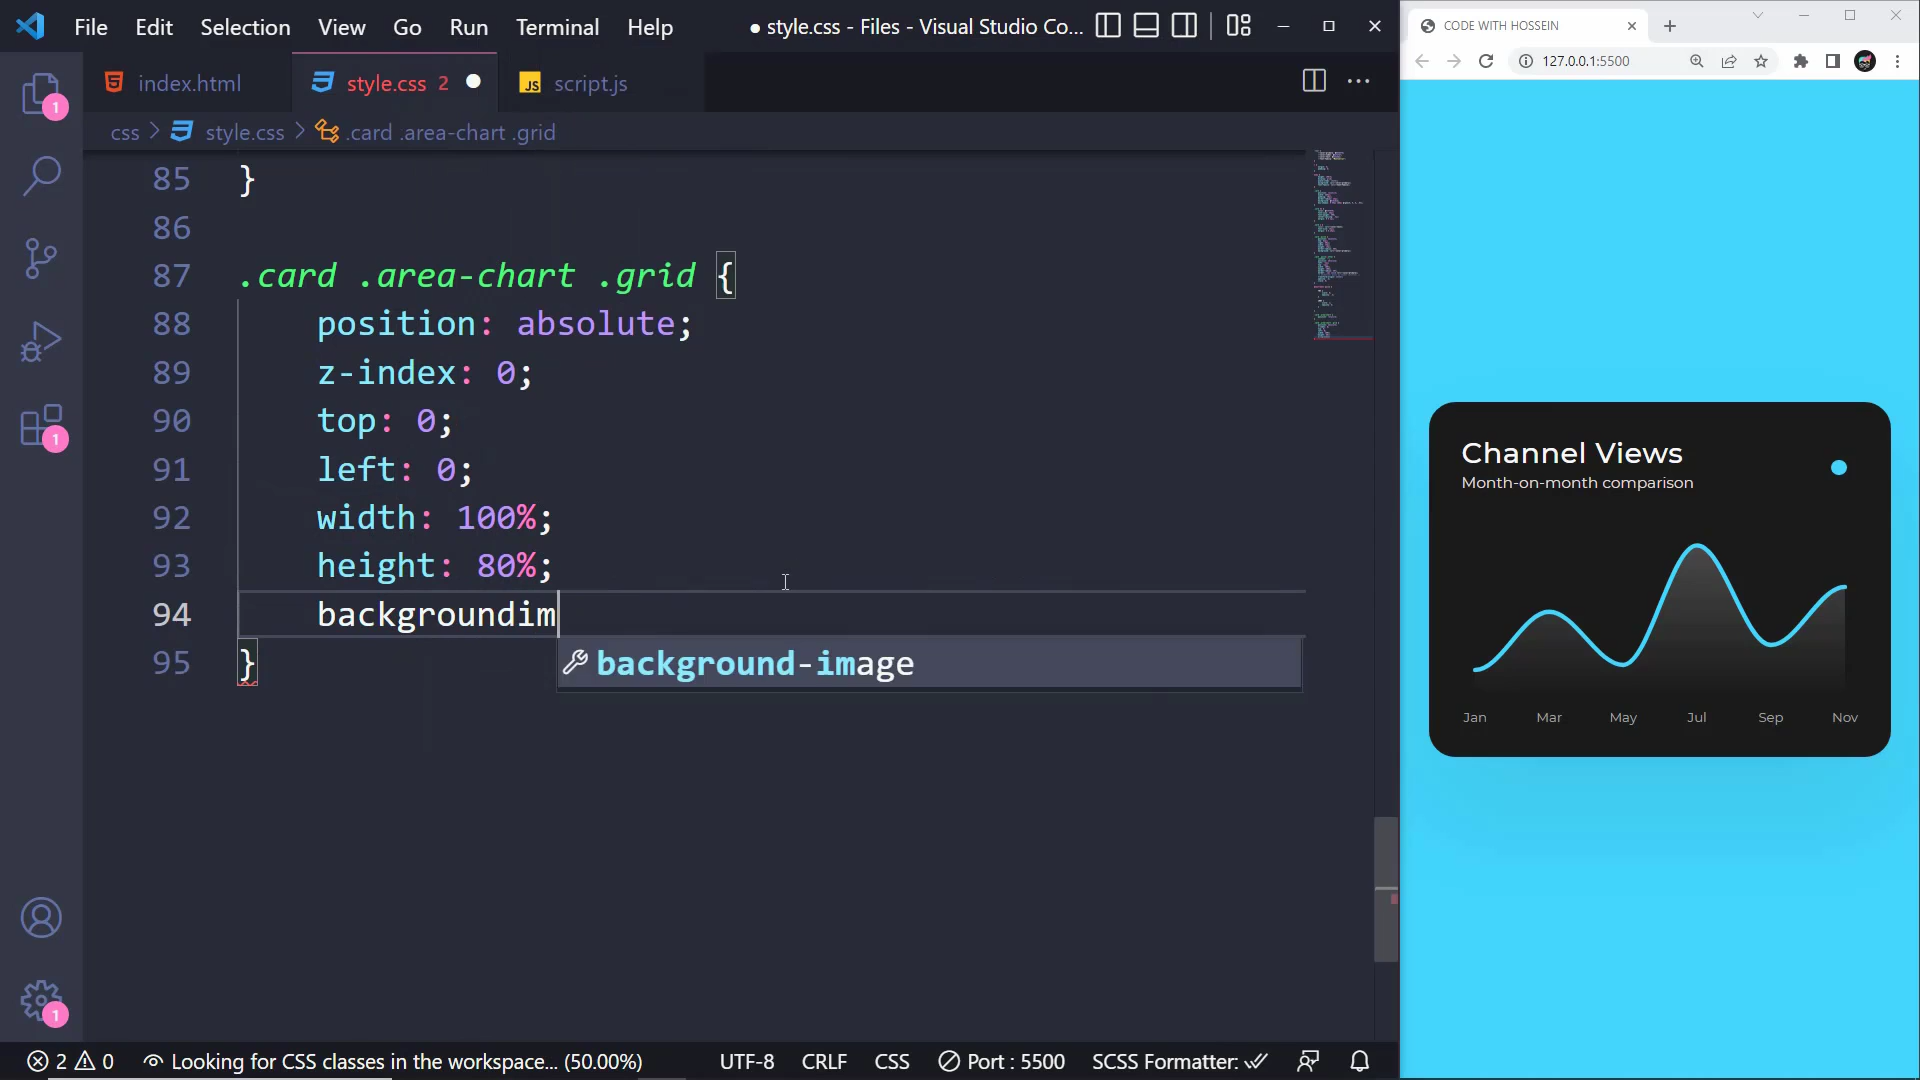 File Edit Selection View Go Run Terminal Help
● style.css - Files - Visual Studio Co...
index.html
style.css 2
JS script.js
css > style.css > .card .area-chart .grid
85 }
86
87 .card .area-chart .grid {
88 position: absolute;
89 z-index: 0;
90 top: 0;
91 left: 0;
92 width: 100%;
93 height: 80%;
94 backgroundim
background-image
95 }
1
1
1
2 0 Looking for CSS classes in the workspace... (50.00%)
UTF-8 CRLF CSS Port : 5500 SCSS Formatter:
CODE WITH HOSSEIN
127.0.0.1:5500
Channel Views
Month-on-month comparison
Jan Mar May Jul Sep Nov